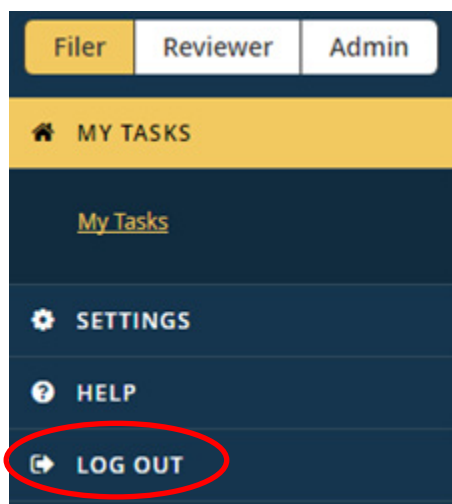 Filer Reviewer Admin
MY TASKS
My Tasks
SETTINGS
HELP
LOG OUT